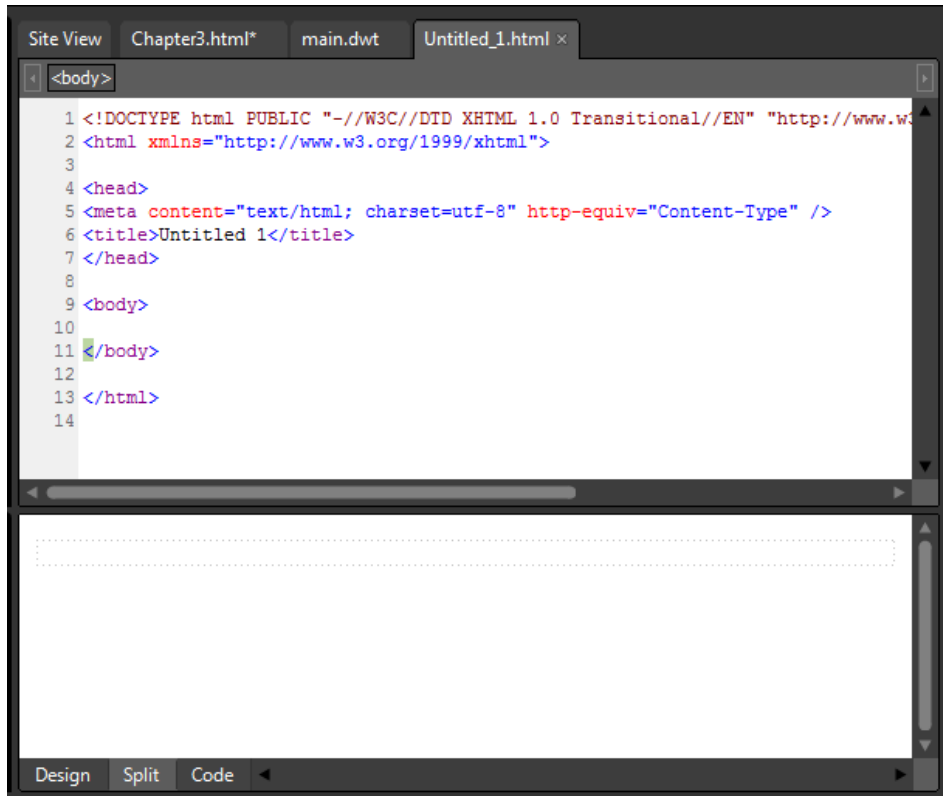 Site View Chapter3.html* main.dwt Untitled_1.html ×
<body>
1 <!DOCTYPE html PUBLIC "-//W3C//DTD XHTML 1.0 Transitional//EN" "http://www.w
2 <html xmlns="http://www.w3.org/1999/xhtml">
3
4 <head>
5 <meta content="text/html; charset=utf-8" http-equiv="Content-Type" />
6 <title>Untitled 1</title>
7 </head>
8
9 <body>
10
11 </body>
12
13 </html>
14
Design Split Code